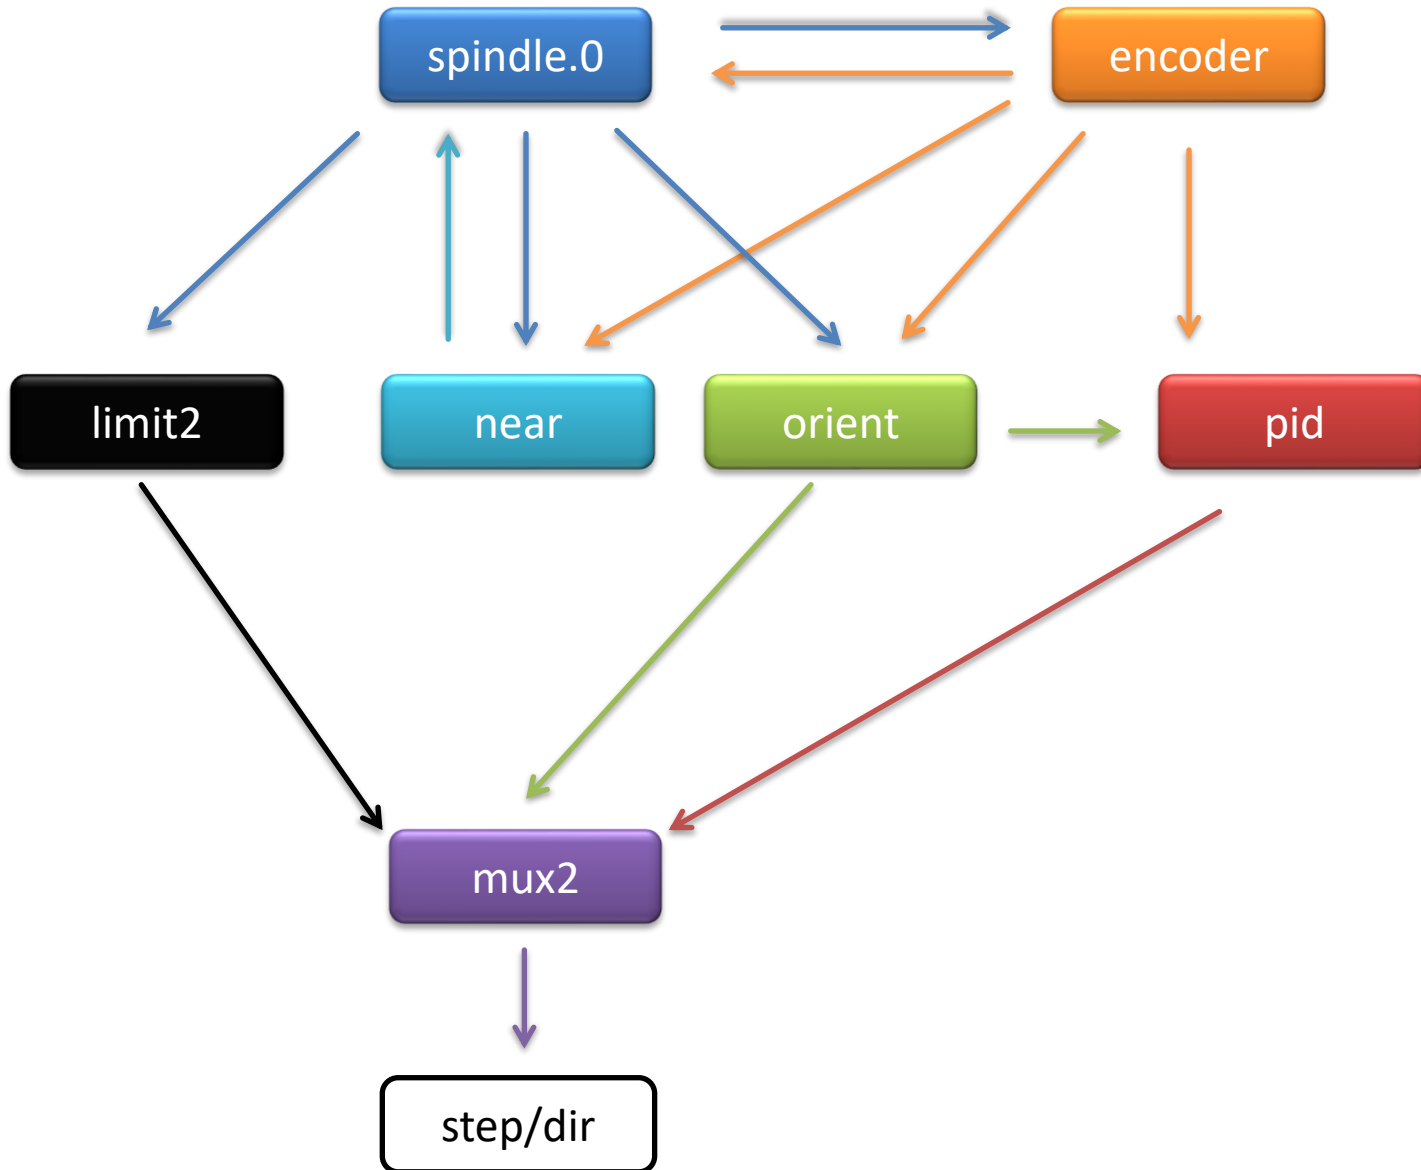 spindle.0
encoder
limit2
near
orient
pid
mux2
step/dir